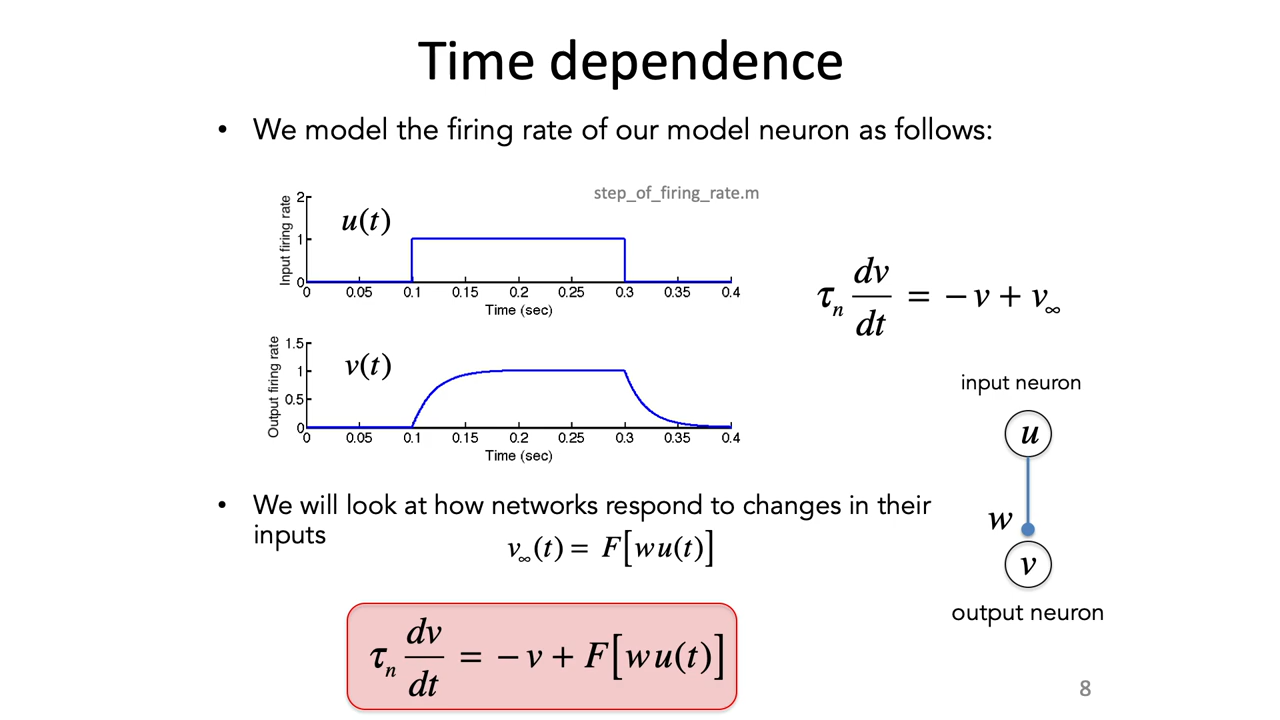 Time dependence
• We model the firing rate of our model neuron as follows:
step_of_firing_rate.m
Input firing rate
2
1
0
u(t)
0 0.05 0.1 0.15 0.2 0.25 0.3 0.35 0.4
Time (sec)
τₙ dv/dt = − v + v∞
Output firing rate
1.5
1
0.5
0
v(t)
0 0.05 0.1 0.15 0.2 0.25 0.3 0.35 0.4
Time (sec)
input neuron
u
w
v
output neuron
• We will look at how networks respond to changes in their
inputs
v∞(t) = F[wu(t)]
τₙ dv/dt = − v + F[wu(t)]
8